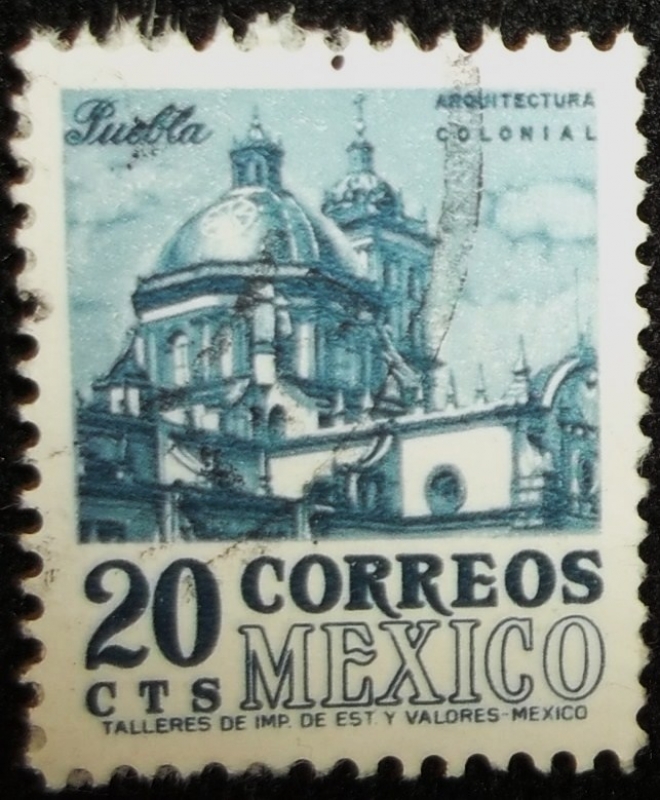 Puebla
ARQUITECTURA
COLONIAL
20 CORREOS
CTS MEXICO
TALLERES DE IMP. DE EST. Y VALORES-MEXICO